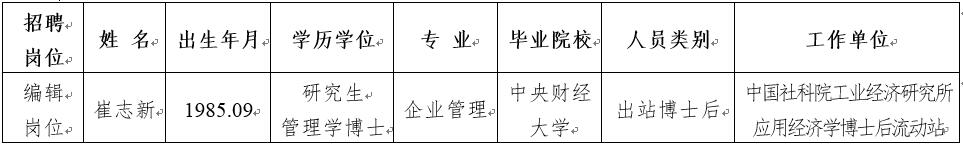 招聘
岗位
姓 名
出生年月
学历学位
专 业
毕业院校
人员类别
工作单位
编辑
岗位
崔志新
1985.09
研究生
管理学博士
企业管理
中央财经
大学
出站博士后
中国社科院工业经济研究所
应用经济学博士后流动站